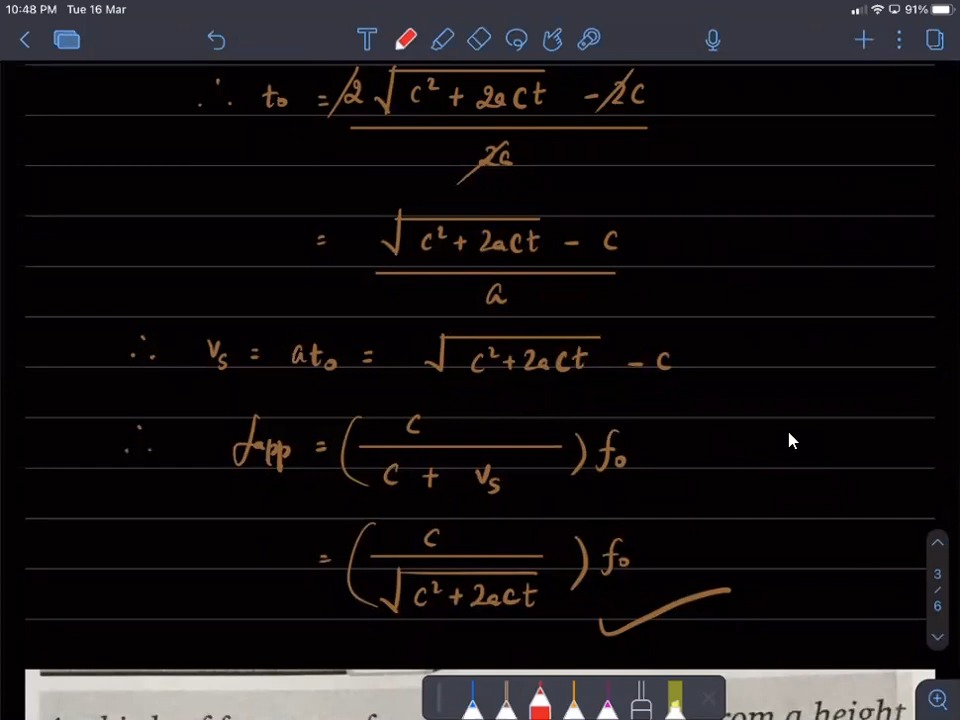 10:48 PM Tue 16 Mar 91%
∴ t₀ = 2 √(c² + 2act) - 2c / 2a
= √(c² + 2act) - c / a
∴ vₛ = at₀ = √(c² + 2act) - c
∴ fapp = ( c / c + vₛ ) f₀
= ( c / √(c² + 2act) ) f₀
3
/
6
om a height